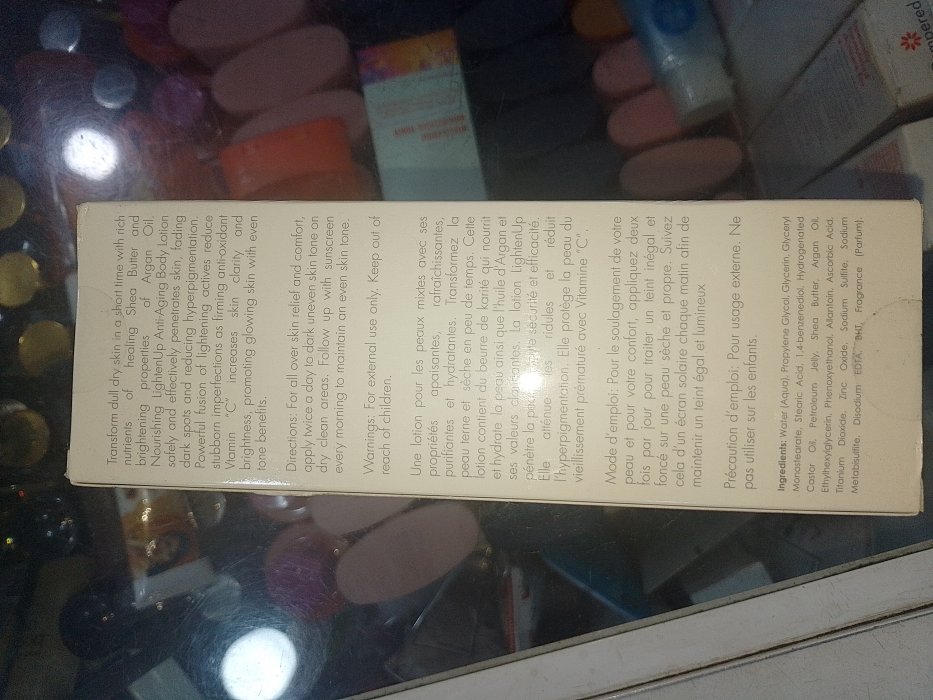 Transform dull dry skin in a short time with rich
nutrients of healing Shea Butter and
brightening properties of Argan Oil.
Nourishing LightenUp Anti-Aging Body Lotion
safely and effectively penetrates skin, fading
dark spots and reducing hyperpigmentation.
Powerful fusion of lightening actives reduce
stubborn imperfections as firming anti-oxidant
Vitamin "C" increases skin clarity and
brightness, promoting glowing skin with even
tone benefits.
Directions: For all over skin relief and comfort,
apply twice a day to dark uneven skin tone on
dry clean areas. Follow up with sunscreen
every morning to maintain an even skin tone.
Warnings: For external use only, Keep out of
reach of children.
Une lotion pour les peaux mixtes avec ses
propriétés apaisantes, rafraîchissantes,
purifiantes et hydratantes. Transformez la
peau terne et sèche en peu de temps. Cette
lotion contient du beurre de karité qui nourrit
et hydrate la peau ainsi que l'huile d'Argan et
ses valeurs abondantes. La lotion LightenUp
pénètre la peau en toute sécurité et efficacité.
Elle atténue les ridules et réduit
l'hyperpigmentation. Elle protège la peau du
vieillissement prématuré avec Vitamine "C".
Mode d'emploi: Pour le soulagement de votre
peau et pour votre confort, appliquez deux
fois par jour pour traiter un teint inégal et
foncé sur une peau sèche et propre. Suivez
cela d'un écran solaire chaque matin afin de
maintenir un teint égal et lumineux
Précaution d'emploi: Pour usage externe. Ne
pas utiliser sur les enfants.
Ingredients: Water (Aqua), Propylene Glycol, Glycerin, Glyceryl
Monostearate, Stearic Acid, 1,4-benzenediol, Hydrogenated
Castor Oil, Petroleum Jelly, Shea Butter, Argan Oil,
Ethylhexylglycerin, Phenoxyethanol, Allantoin, Ascorbic Acid,
Titanium Dioxide, Zinc Oxide, Sodium Sulfite, Sodium
Metabisulfite, Disodium EDTA, BHT, Fragrance (Parfum).